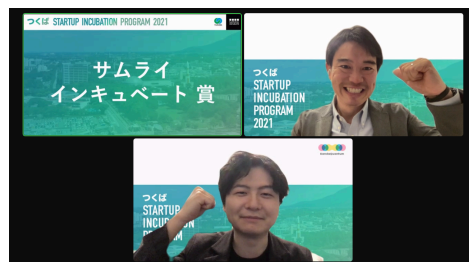 つくば STARTUP INCUBATION PROGRAM 2021
サムライ
インキュベート 賞
つくば
STARTUP
INCUBATION
PROGRAM
2021
つくば
STARTUP
INCUBATION
PROGRAM